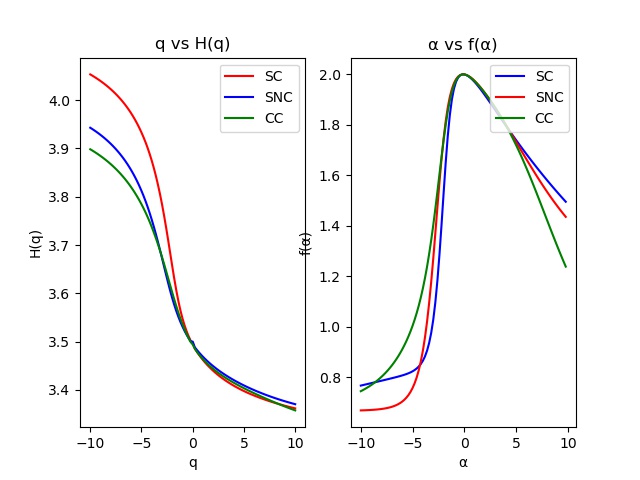 q vs H(q)
H(q)
4.0
3.9
3.8
3.7
3.6
3.5
3.4
−10
−5
0
5
10
q
SC
SNC
CC
α vs f(α)
f(α)
2.0
1.8
1.6
1.4
1.2
1.0
0.8
−10
−5
0
5
10
α
SC
SNC
CC